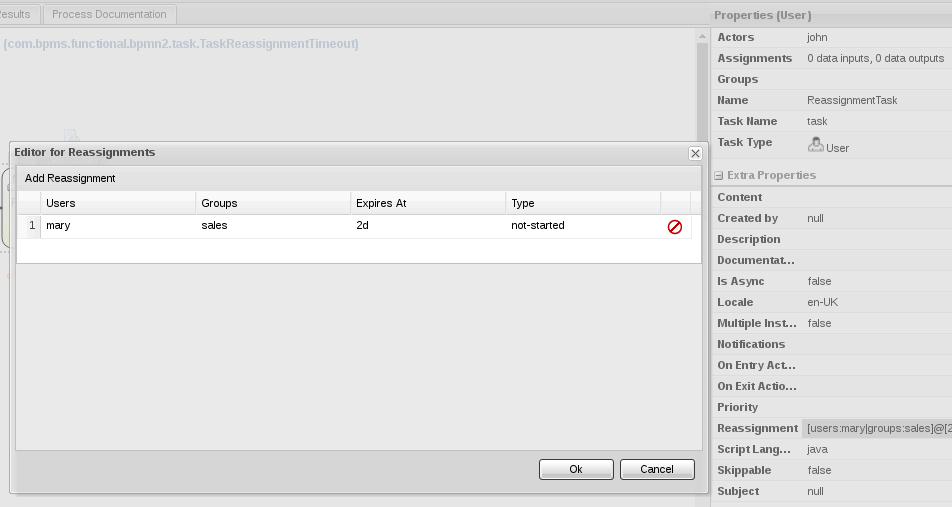 Process Documentation
Properties (User)
(com.bpms.functional.bpmn2.task.TaskReassignmentTimeout)
Actors john
Assignments 0 data inputs, 0 data outputs
Groups
Name ReassignmentTask
Task Name task
Task Type User
Editor for Reassignments
Add Reassignment
Users Groups Expires At Type
1 mary sales 2d not-started
Ok Cancel
Extra Properties
Content
Created by null
Description
Documentat...
Is Async false
Locale en-UK
Multiple Inst... false
Notifications
On Entry Act...
On Exit Actio...
Priority
Reassignment [users:mary|groups:sales]@[2
Script Lang... java
Skippable false
Subject null